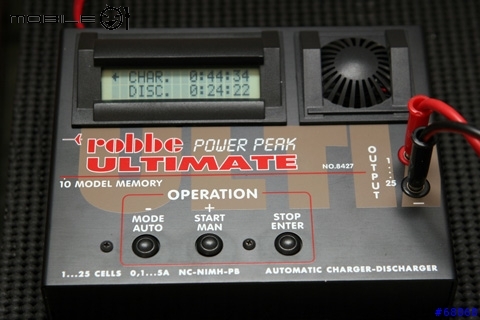 MOBILE01
← CHAR. 0:44:34
DISC. 0:24:22
robbe POWER PEAK
ULTIMATE
NO.8427
OUTPUT
1...25
10 MODEL MEMORY
OPERATION
- + 
MODE START STOP
AUTO MAN ENTER
1...25 CELLS 0,1...5A NC-NIMH-PB AUTOMATIC CHARGER-DISCHARGER